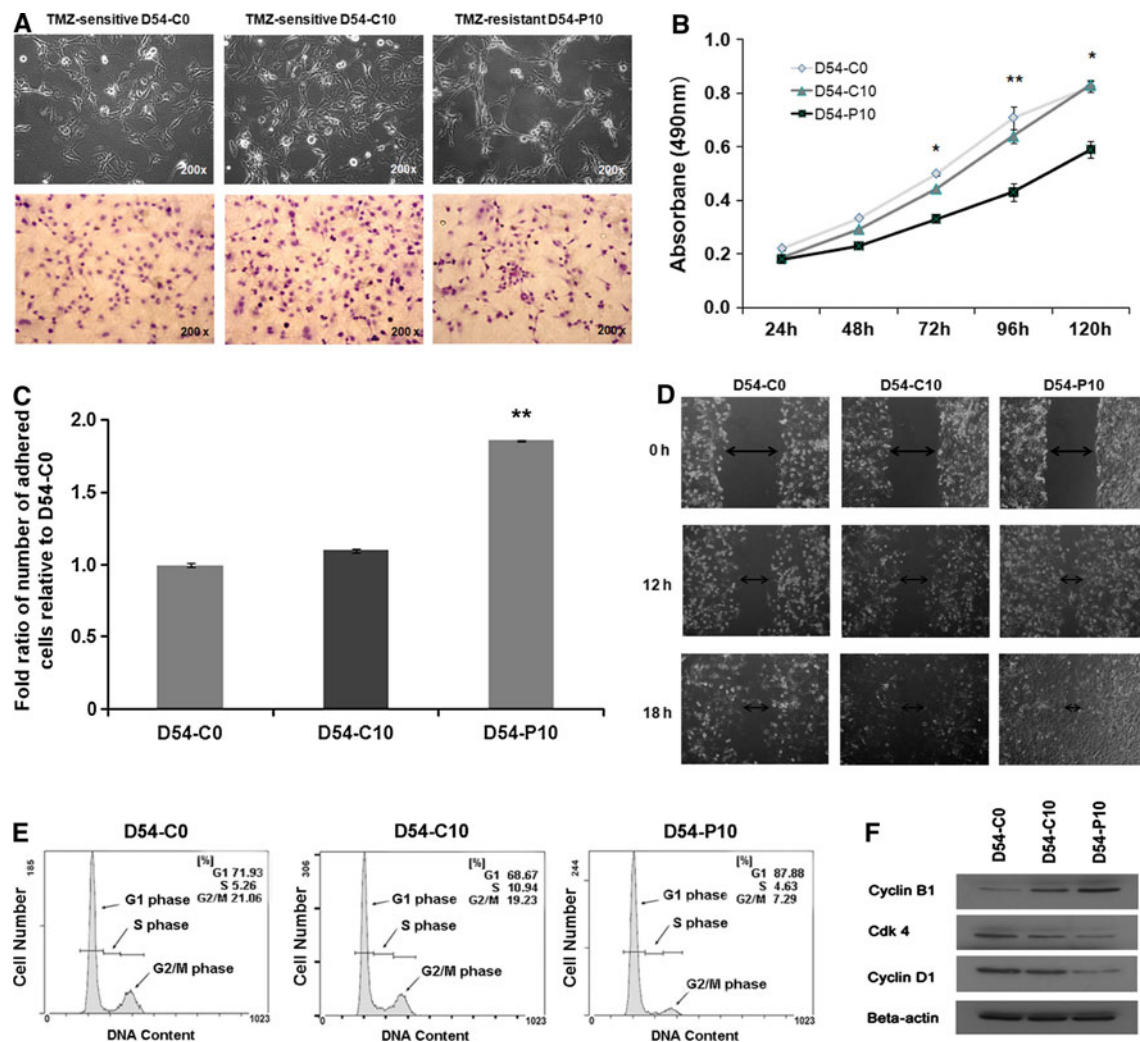 A
TMZ-sensitive D54-C0
TMZ-sensitive D54-C10
TMZ-resistant D54-P10
200x
200x
200x
200 x
200 x
200 x
B
Absorbane (490nm)
1.0
0.8
0.6
0.4
0.2
0.0
D54-C0
D54-C10
D54-P10
*
**
*
24h
48h
72h
96h
120h
C
Fold ratio of number of adhered
cells relative to D54-C0
2.0
1.5
1.0
0.5
0
**
D54-C0
D54-C10
D54-P10
D
D54-C0
D54-C10
D54-P10
0 h
12 h
18 h
E
D54-C0
Cell Number
185
[%]
G1 71.93
S 5.26
G2/M 21.06
G1 phase
S phase
G2/M phase
0
1023
DNA Content
D54-C10
Cell Number
306
[%]
G1 68.67
S 10.94
G2/M 19.23
G1 phase
S phase
G2/M phase
0
1023
DNA Content
D54-P10
Cell Number
244
[%]
G1 87.88
S 4.63
G2/M 7.29
G1 phase
S phase
G2/M phase
0
1023
DNA Content
F
D54-C0
D54-C10
D54-P10
Cyclin B1
Cdk 4
Cyclin D1
Beta-actin